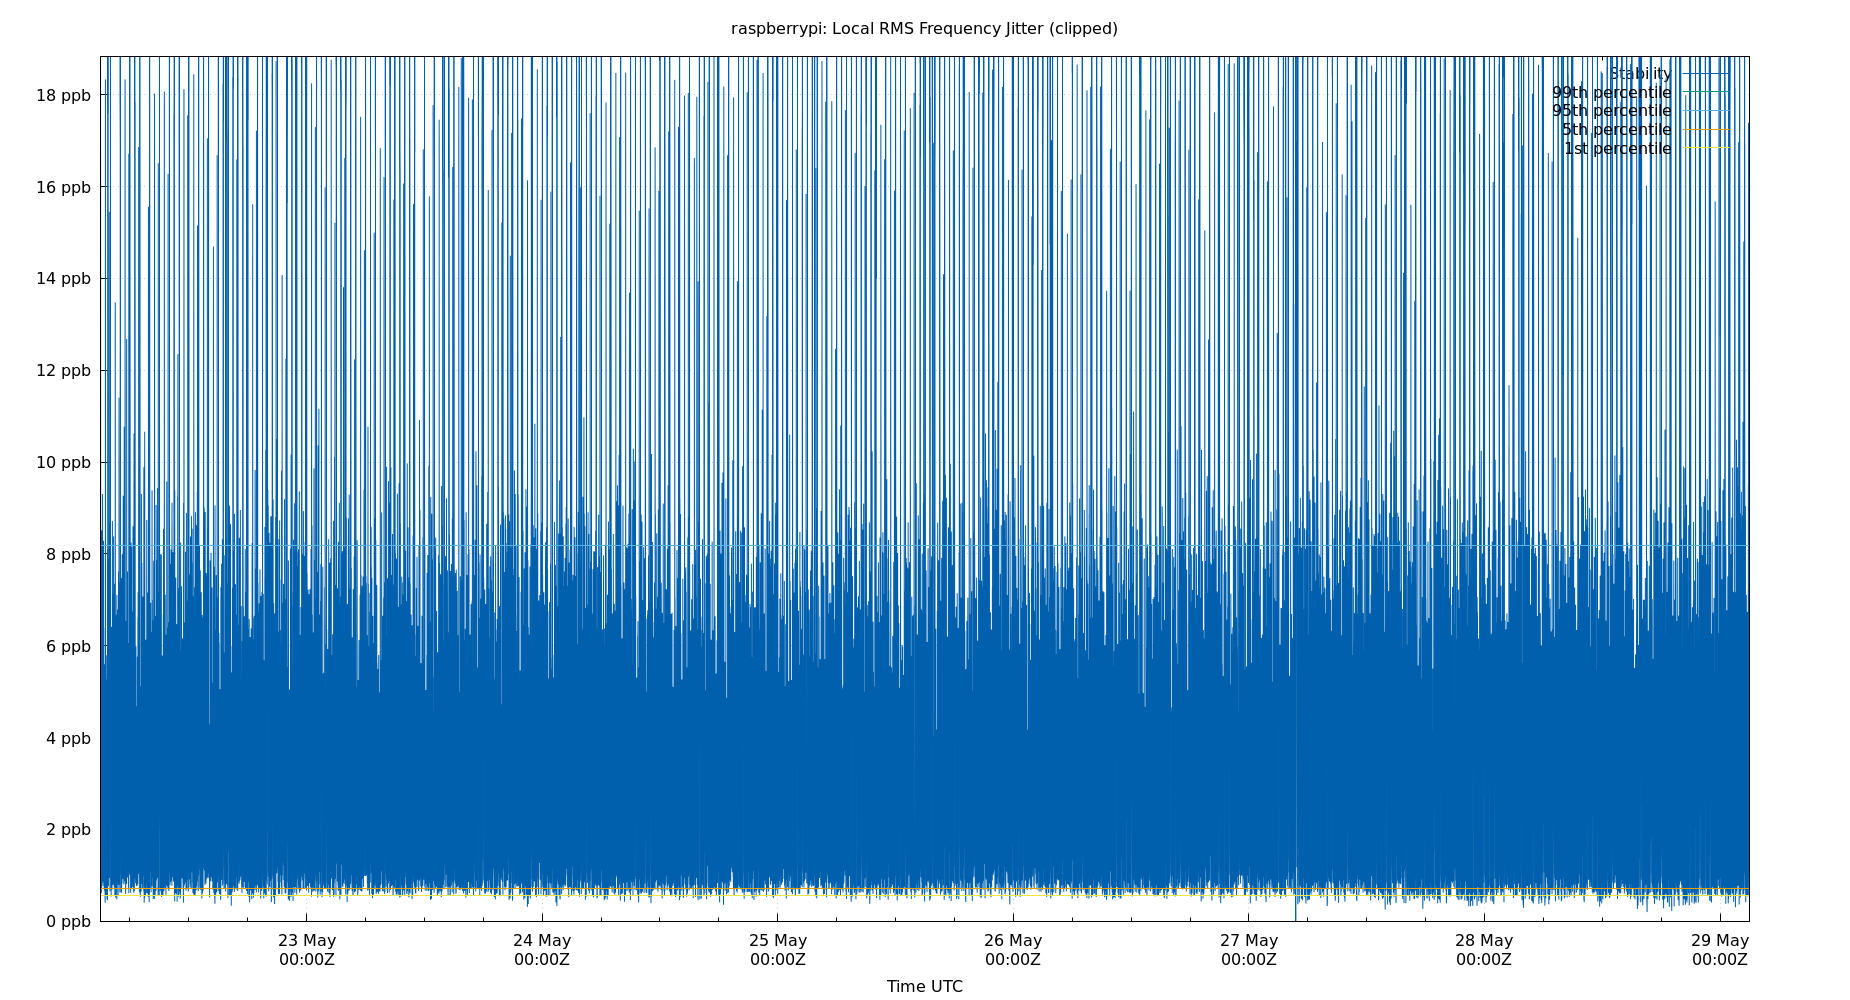 raspberrypi: Local RMS Frequency Jitter (clipped)
18 ppb
16 ppb
14 ppb
12 ppb
10 ppb
8 ppb
6 ppb
4 ppb
2 ppb
0 ppb
Stability
99th percentile
95th percentile
5th percentile
1st percentile
23 May
00:00Z
24 May
00:00Z
25 May
00:00Z
26 May
00:00Z
27 May
00:00Z
28 May
00:00Z
29 May
00:00Z
Time UTC